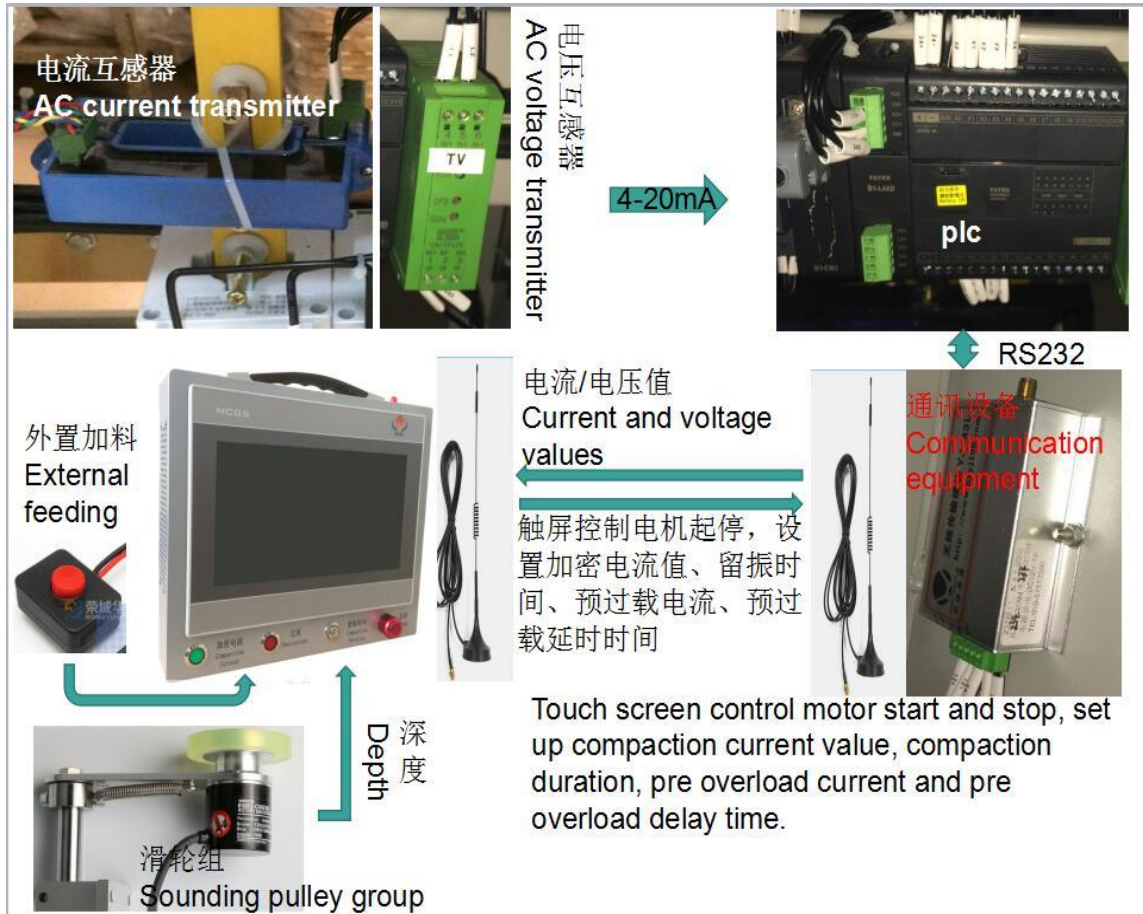 电流互感器
AC current transmitter
TV
OUTPUT
电压互感器
AC voltage transmitter
4-20mA
FATEK
B1-L4AD
FATEK
plc
RS232
外置加料
External
feeding
MCGS
电流/电压值
Current and voltage
values
通讯设备
Communication
equipment
触屏控制电机起停，设
置加密电流值、留振时
间、预过载电流、预过
载延时时间
深度
Depth
Touch screen control motor start and stop, set
up compaction current value, compaction
duration, pre overload current and pre
overload delay time.
滑轮组
Sounding pulley group